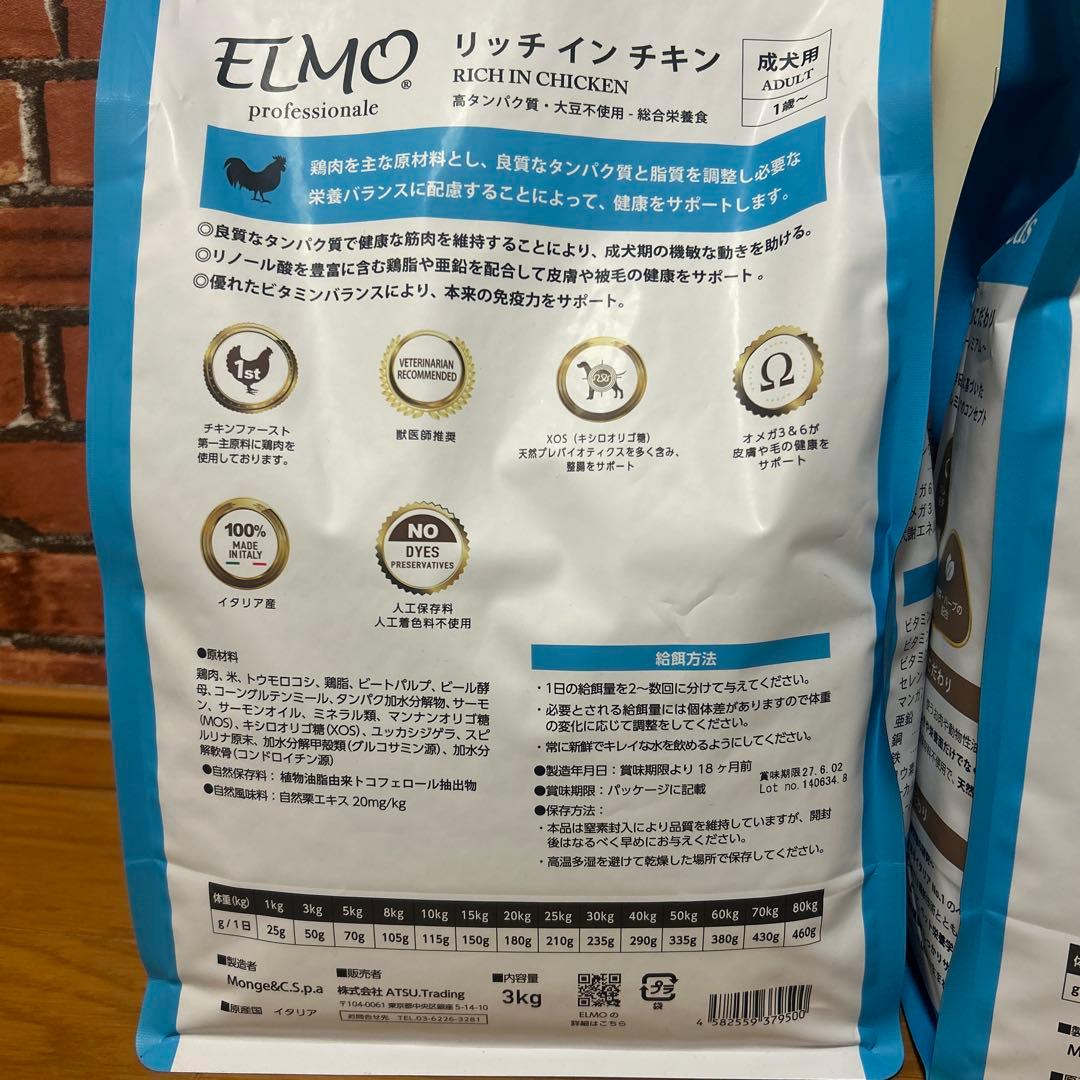 ELMO®
professionale
リッチ イン チキン
RICH IN CHICKEN
高タンパク質・大豆不使用 - 総合栄養食
成犬用
ADULT
1歳〜
鶏肉を主な原材料とし、良質なタンパク質と脂質を調整し必要な
栄養バランスに配慮することによって、健康をサポートします。
◎良質なタンパク質で健康な筋肉を維持することにより、成犬期の機敏な動きを助ける。
◎リノール酸を豊富に含む鶏脂や亜鉛を配合して皮膚や被毛の健康をサポート。
◎優れたビタミンバランスにより、本来の免疫力をサポート。
1st
チキンファースト
第一主原料に鶏肉を
使用しております。
VETERINARIAN
RECOMMENDED
獣医師推奨
XOS（キシロオリゴ糖）
天然プレバイオティクスを多く含み、
整腸をサポート
Ω
オメガ3＆6が
皮膚や毛の健康を
サポート
100%
MADE
IN ITALY
イタリア産
NO
DYES
PRESERVATIVES
人工保存料
人工着色料不使用
●原材料
鶏肉、米、トウモロコシ、鶏脂、ビートパルプ、ビール酵
母、コーングルテンミール、タンパク加水分解物、サーモ
ン、サーモンオイル、ミネラル類、マンナンオリゴ糖
(MOS)、キシロオリゴ糖(XOS)、ユッカシジゲラ、スピ
ルリナ原末、加水分解甲殻類(グルコサミン源)、加水分
解軟骨(コンドロイチン源)
●自然保存料：植物油脂由来トコフェロール抽出物
●自然風味料：自然栗エキス 20mg/kg
給餌方法
・1日の給餌量を2〜数回に分けて与えてください。
・必要とされる給餌量には個体差がありますので体重
の変化に応じて調整をしてください。
・常に新鮮でキレイな水を飲めるようにしてください。
●製造年月日：賞味期限より 18 ヶ月前
●賞味期限：パッケージに記載
賞味期限27.6.02
Lot no.140634.8
●保存方法：
・本品は窒素封入により品質を維持していますが、開封
後はなるべく早めにお与えください。
・高温多湿を避けて乾燥した場所で保存してください。
体重(kg) 1kg 3kg 5kg 8kg 10kg 15kg 20kg 25kg 30kg 40kg 50kg 60kg 70kg 80kg
g/1日 25g 50g 70g 105g 115g 150g 180g 210g 235g 290g 335g 380g 430g 460g
■製造者
Monge&C.S.p.a
■原産国 イタリア
■販売者
株式会社 ATSU.Trading
〒104-0061 東京都中央区銀座 5-14-10
お問合せ先 TEL.03-6226-3281
■内容量
3kg
ELMO の
詳細はこちら
プラ
袋
4 582559 379500